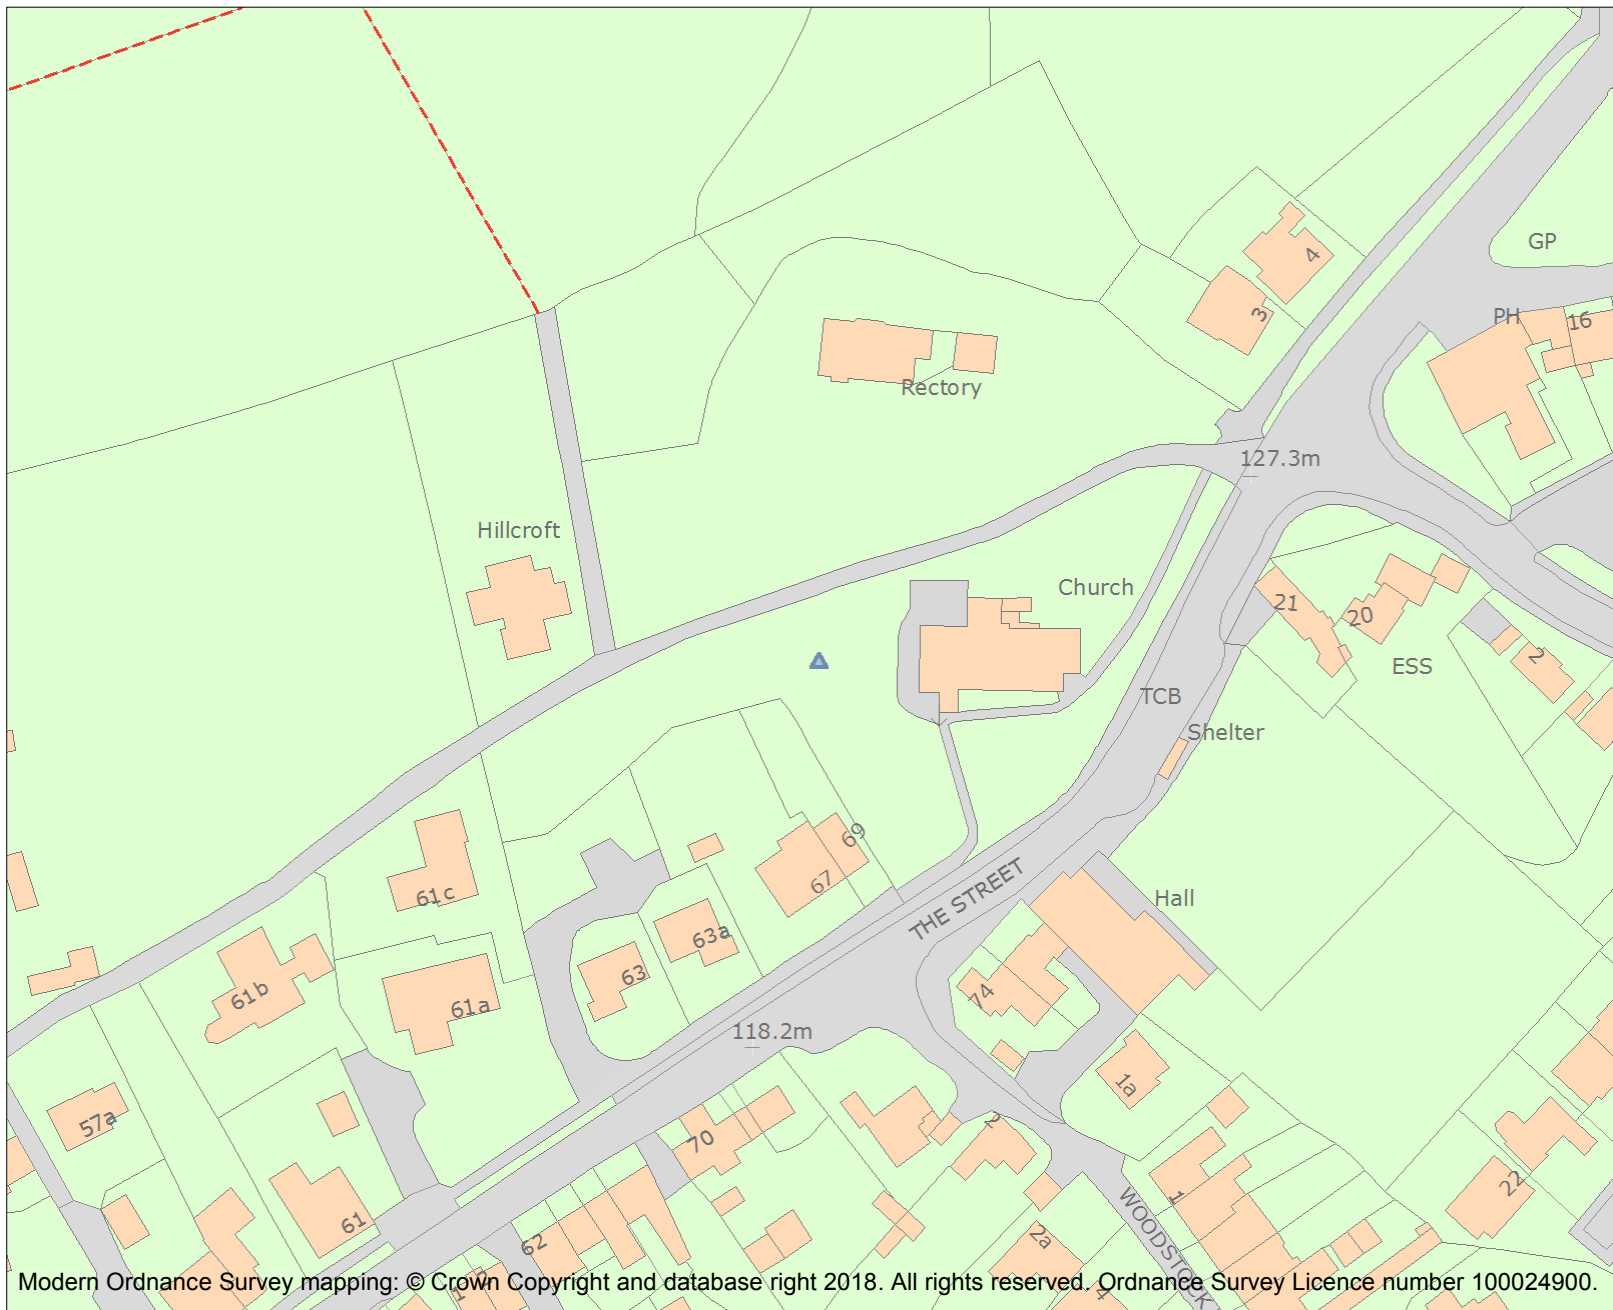 GP
4
3
PH
16
Rectory
127.3m
Hillcroft
Church
21
20
2
ESS
TCB
Shelter
69
67
61c
THE STREET
Hall
63a
63
61b
61a
74
118.2m
1a
57a
70
2
22
1
61
62
2a
WOODSTOCK
12
4
Modern Ordnance Survey mapping: © Crown Copyright and database right 2018. All rights reserved. Ordnance Survey Licence number 100024900.